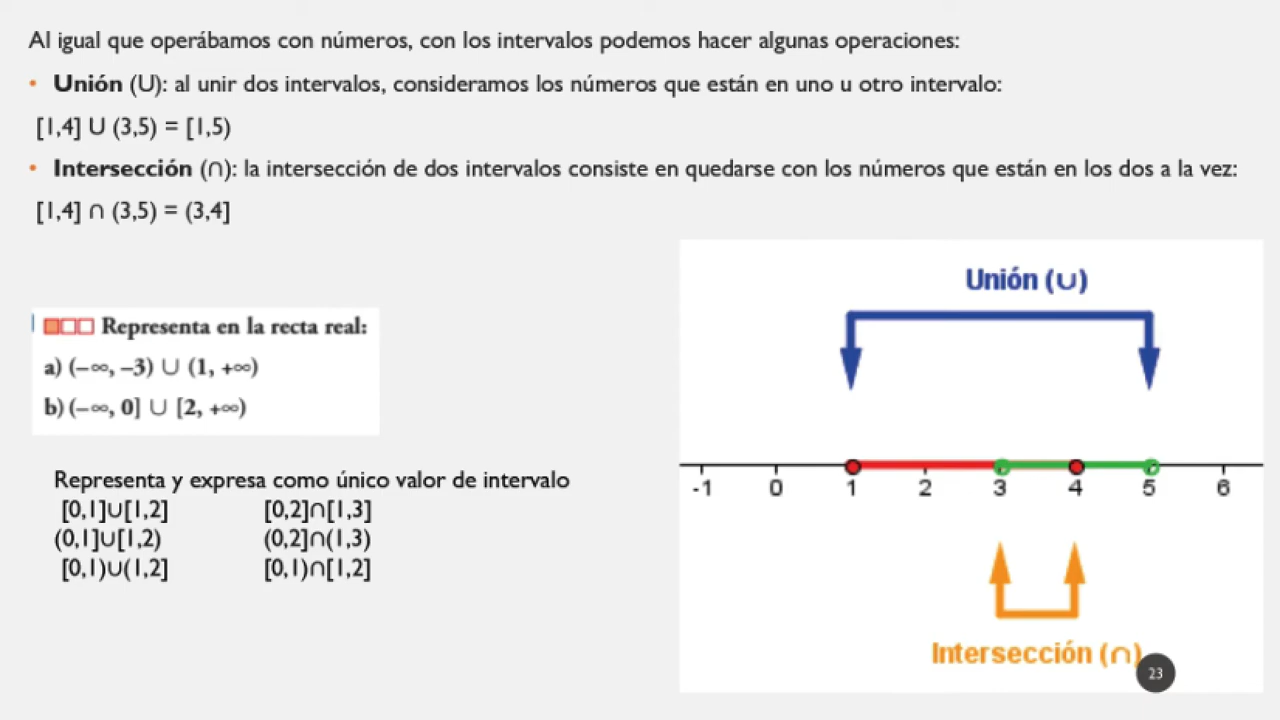 Al igual que operábamos con números, con los intervalos podemos hacer algunas operaciones:
• Unión (∪): al unir dos intervalos, consideramos los números que están en uno u otro intervalo:
[1,4] ∪ (3,5) = [1,5)
• Intersección (∩): la intersección de dos intervalos consiste en quedarse con los números que están en los dos a la vez:
[1,4] ∩ (3,5) = (3,4]
Representa en la recta real:
a) (–∞, –3) ∪ (1, +∞)
b) (–∞, 0] ∪ [2, +∞)
Representa y expresa como único valor de intervalo
[0,1]∪[1,2] [0,2]∩[1,3]
(0,1]∪[1,2) (0,2]∩(1,3)
[0,1)∪(1,2] [0,1)∩[1,2]
Unión (∪)
-1 0 1 2 3 4 5 6
Intersección (∩)
23